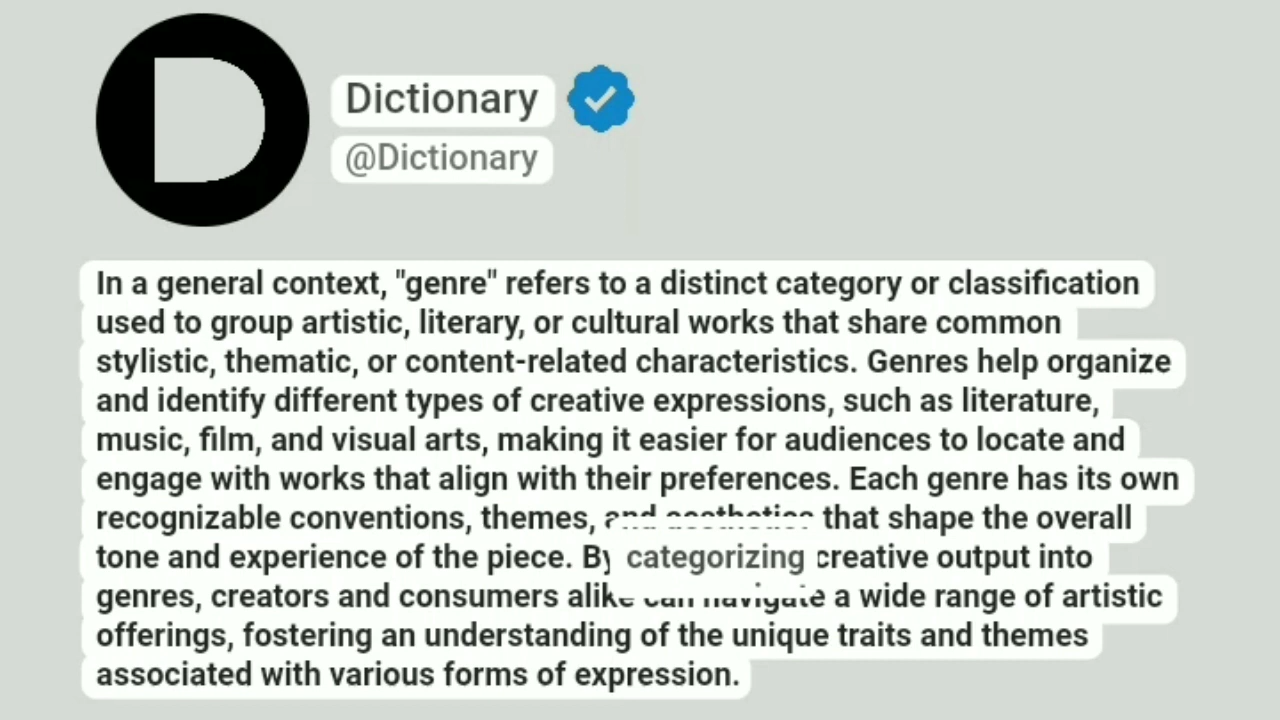 D
Dictionary
@Dictionary
In a general context, "genre" refers to a distinct category or classification
used to group artistic, literary, or cultural works that share common
stylistic, thematic, or content-related characteristics. Genres help organize
and identify different types of creative expressions, such as literature,
music, film, and visual arts, making it easier for audiences to locate and
engage with works that align with their preferences. Each genre has its own
recognizable conventions, themes, and aesthetics that shape the overall
tone and experience of the piece. By categorizing creative output into
genres, creators and consumers alike can navigate a wide range of artistic
offerings, fostering an understanding of the unique traits and themes
associated with various forms of expression.